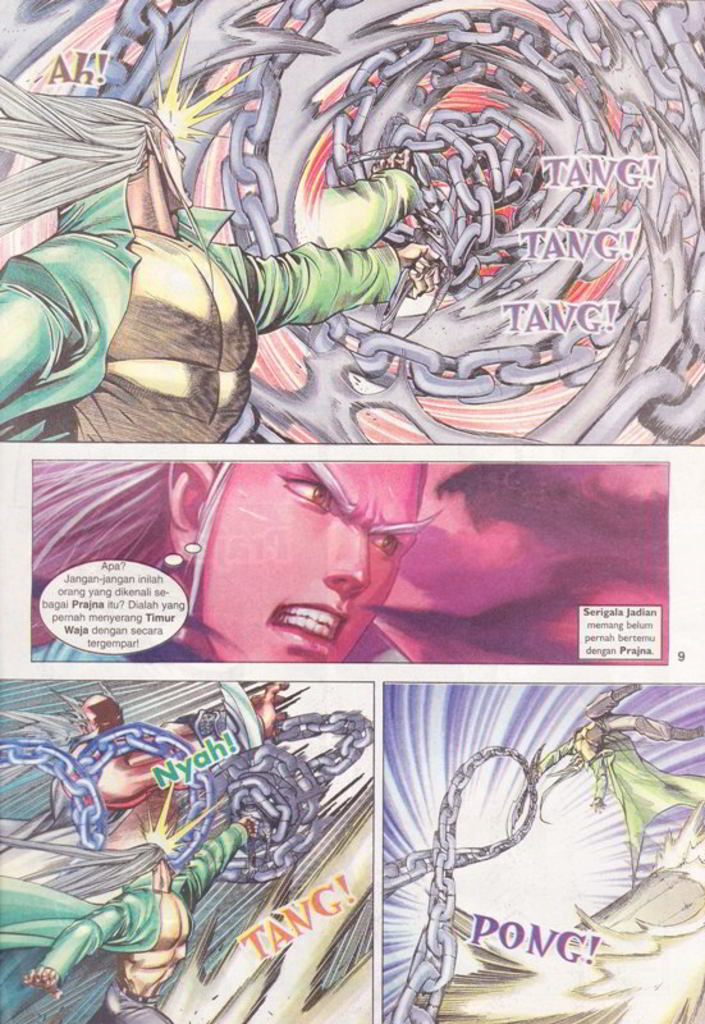 AH!
TANG!
TANG!
TANG!
Apa?
Jangan-jangan inilah
orang yang dikenali se-
bagai Prajna itu? Dialah yang
pernah menyerang Timur
Waja dengan secara
tergempar!
Serigala Jadian
memang belum
pernah bertemu
dengan Prajna.
9
Nyah!
TANG!
PONG!